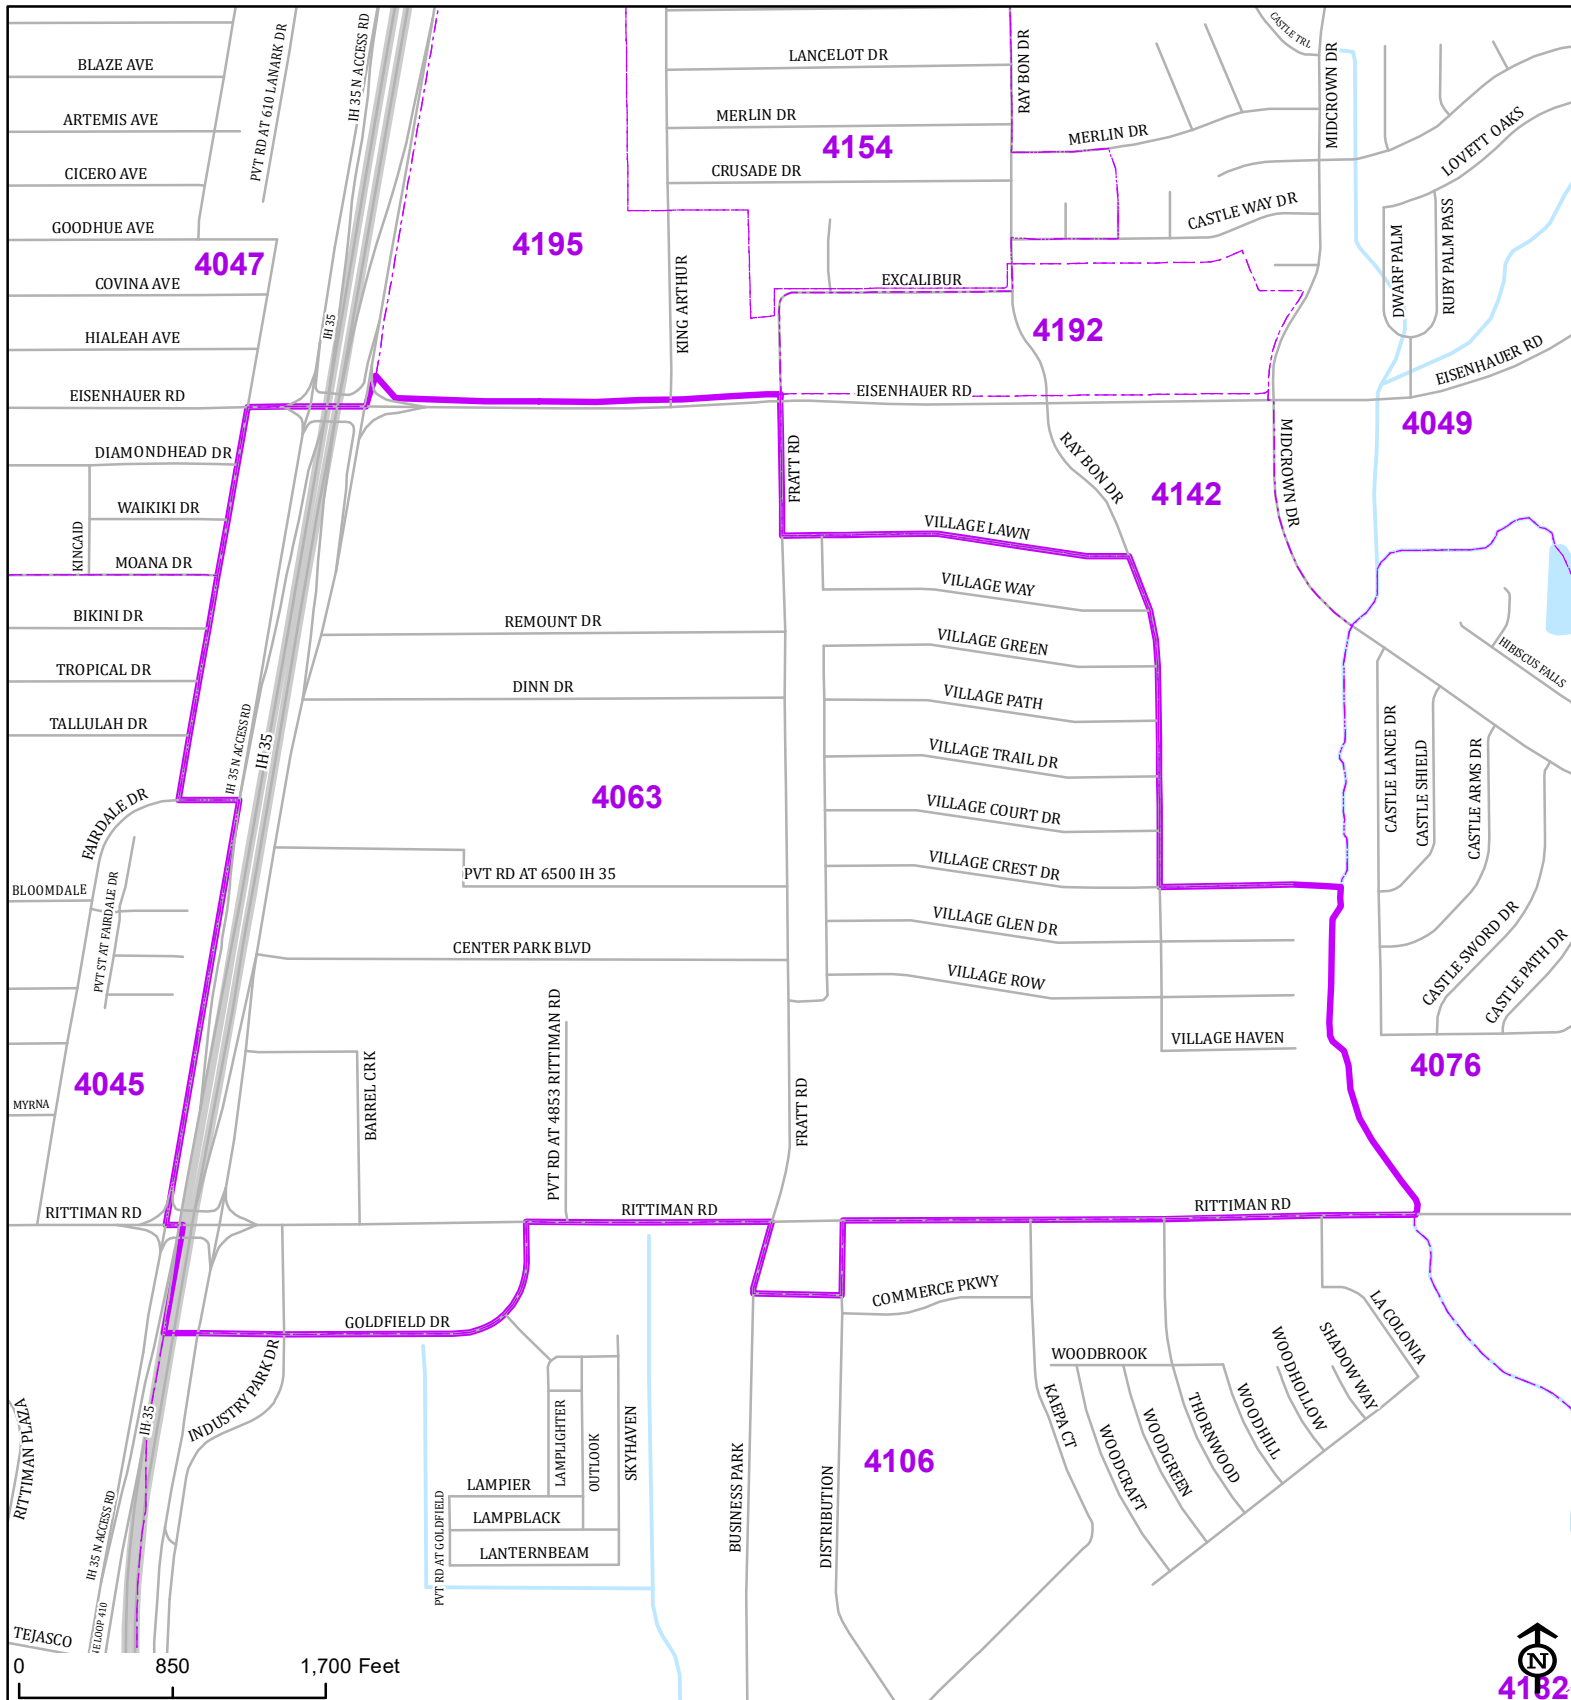 BLAZE AVE
ARTEMIS AVE
CICERO AVE
GOODHUE AVE
4047
COVINA AVE
HIALEAH AVE
EISENHAUER RD
PVT RD AT 610 LANARK DR
IH 35 N ACCESS RD
IH 35
4195
KING ARTHUR
LANCELOT DR
MERLIN DR
4154
CRUSADE DR
RAY BON DR
MERLIN DR
CASTLE WAY DR
EXCALIBUR
4192
EISENHAUER RD
CASTLE TRL
MIDCROWN DR
LOVETT OAKS
DWARF PALM
RUBY PALM PASS
EISENHAUER RD
4049
DIAMONDHEAD DR
WAIKIKI DR
KINCAID
MOANA DR
BIKINI DR
TROPICAL DR
TALLULAH DR
IH 35 N ACCESS RD
IH 35
FRATT RD
RAY BON DR
4142
MIDCROWN DR
VILLAGE LAWN
VILLAGE WAY
REMOUNT DR
VILLAGE GREEN
DINN DR
VILLAGE PATH
VILLAGE TRAIL DR
4063
VILLAGE COURT DR
VILLAGE CREST DR
PVT RD AT 6500 IH 35
VILLAGE GLEN DR
CENTER PARK BLVD
VILLAGE ROW
VILLAGE HAVEN
HIBISCUS FALLS
CASTLE LANCE DR
CASTLE SHIELD
CASTLE ARMS DR
CASTLE SWORD DR
CASTLE PATH DR
4076
FAIRDALE DR
BLOOMDALE
PVT ST AT FAIRDALE DR
4045
MYRNA
BARREL CRK
PVT RD AT 4853 RITTIMAN RD
FRATT RD
RITTIMAN RD
RITTIMAN RD
RITTIMAN RD
GOLDFIELD DR
COMMERCE PKWY
INDUSTRY PARK DR
IH 35
RITTIMAN PLAZA
IH 35 N ACCESS RD
NE LOOP 410
TEJASCO
LAMPLIGHTER
OUTLOOK
SKYHAVEN
LAMPIER
LAMPBLACK
LANTERNBEAM
PVT RD AT GOLDFIELD
BUSINESS PARK
DISTRIBUTION
4106
WOODBROOK
KAEPA CT
WOODCRAFT
WOODGREEN
THORNWOOD
WOODHILL
WOODHOLLOW
SHADOW WAY
LA COLONIA
0 850 1,700 Feet
N
4132